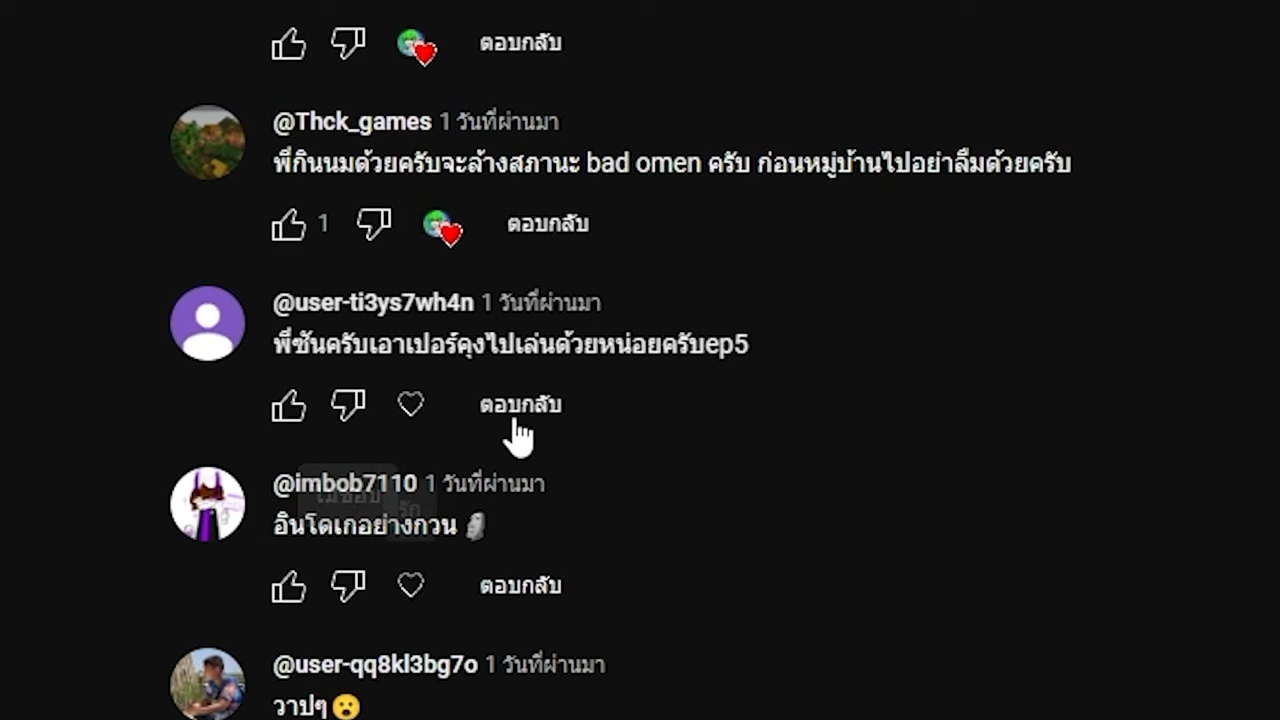 ตอบกลับ
@Thck_games 1 วันที่ผ่านมา
พี่กินนมด้วยครับจะล้างสภานะ bad omen ครับ ก่อนหมู่บ้านไปอย่าลืมด้วยครับ
1 ตอบกลับ
@user-ti3ys7wh4n 1 วันที่ผ่านมา
พี่ซันครับเอาเปอร์คุงไปเล่นด้วยหน่อยครับep5
ตอบกลับ
@imbob7110 1 วันที่ผ่านมา
ไม่ชอบ
รัก
อินโดเกอย่างกวน 🗿
ตอบกลับ
@user-qq8kl3bg7o 1 วันที่ผ่านมา
วาปๆ😮